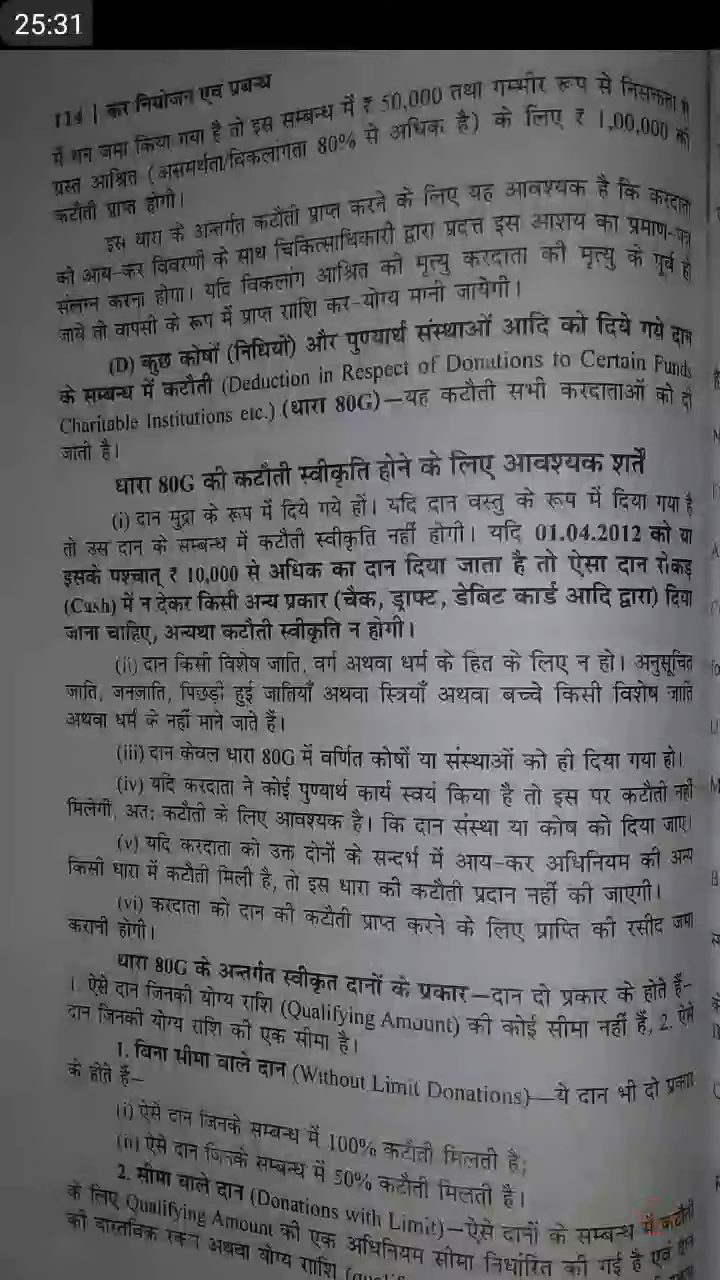 25:31
114 | कर नियोजन एवं प्रबन्ध
में धन जमा किया गया है तो इस सम्बन्ध में ₹ 50,000 तथा गम्भीर रूप से
ग्रस्त आश्रित (असमर्थता/विकलांगता 80% से अधिक है) के लिए ₹ 1,00,000 की
कटौती प्राप्त होगी।
इस धारा के अन्तर्गत कटौती प्राप्त करने के लिए यह आवश्यक है कि करदाता
को आय-कर विवरणी के साथ चिकित्साधिकारी द्वारा प्रदत्त इस आशय का प्रमाण-पत्र
संलग्न करना होगा। यदि विकलांग आश्रित की मृत्यु करदाता की मृत्यु के पूर्व हो
जाये तो वापसी के रूप में प्राप्त राशि कर-योग्य मानी जायेगी।
(D) कुछ कोषों (निधियों) और पुण्यार्थ संस्थाओं आदि को दिये गये दान
के सम्बन्ध में कटौती (Deduction in Respect of Donations to Certain Funds
Charitable Institutions etc.) (धारा 80G)—यह कटौती सभी करदाताओं को दी
जाती है।
धारा 80G की कटौती स्वीकृति होने के लिए आवश्यक शर्तें
(i) दान मुद्रा के रूप में दिये गये हों। यदि दान वस्तु के रूप में दिया गया है
तो उस दान के सम्बन्ध में कटौती स्वीकृति नहीं होगी। यदि 01.04.2012 को या
इसके पश्चात् ₹ 10,000 से अधिक का दान दिया जाता है तो ऐसा दान रोकड़
(Cash) में न देकर किसी अन्य प्रकार (चैक, ड्राफ्ट, डेबिट कार्ड आदि द्वारा) दिया
जाना चाहिए, अन्यथा कटौती स्वीकृति न होगी।
(ii) दान किसी विशेष जाति, वर्ग अथवा धर्म के हित के लिए न हो। अनुसूचित
जाति, जनजाति, पिछड़ी हुई जातियाँ अथवा स्त्रियाँ अथवा बच्चे किसी विशेष जाति
अथवा धर्म के नहीं माने जाते हैं।
(iii) दान केवल धारा 80G में वर्णित कोषों या संस्थाओं को ही दिया गया हो।
(iv) यदि करदाता ने कोई पुण्यार्थ कार्य स्वयं किया है तो इस पर कटौती नहीं
मिलेगी, अत: कटौती के लिए आवश्यक है। कि दान संस्था या कोष को दिया जाए।
(v) यदि करदाता को उक्त दोनों के सन्दर्भ में आय-कर अधिनियम की अन्य
किसी धारा में कटौती मिली है, तो इस धारा की कटौती प्रदान नहीं की जाएगी।
(vi) करदाता को दान की कटौती प्राप्त करने के लिए प्राप्ति की रसीद जमा
करानी होगी।
धारा 80G के अन्तर्गत स्वीकृत दानों के प्रकार—दान दो प्रकार के होते हैं-
1. ऐसे दान जिनकी योग्य राशि (Qualifying Amount) की कोई सीमा नहीं है, 2. ऐसे
दान जिनकी योग्य राशि की एक सीमा है।
1. बिना सीमा वाले दान (Without Limit Donations)—ये दान भी दो प्रकार
के होते हैं—
(i) ऐसे दान जिनके सम्बन्ध में 100% कटौती मिलती है;
(ii) ऐसे दान जिनके सम्बन्ध में 50% कटौती मिलती है।
2. सीमा वाले दान (Donations with Limit)—ऐसे दानों के सम्बन्ध में कटौती
के लिए Qualifying Amount की एक अधिनियम सीमा निर्धारित की गई है एवं दान
की वास्तविक रकम अथवा योग्य राशि